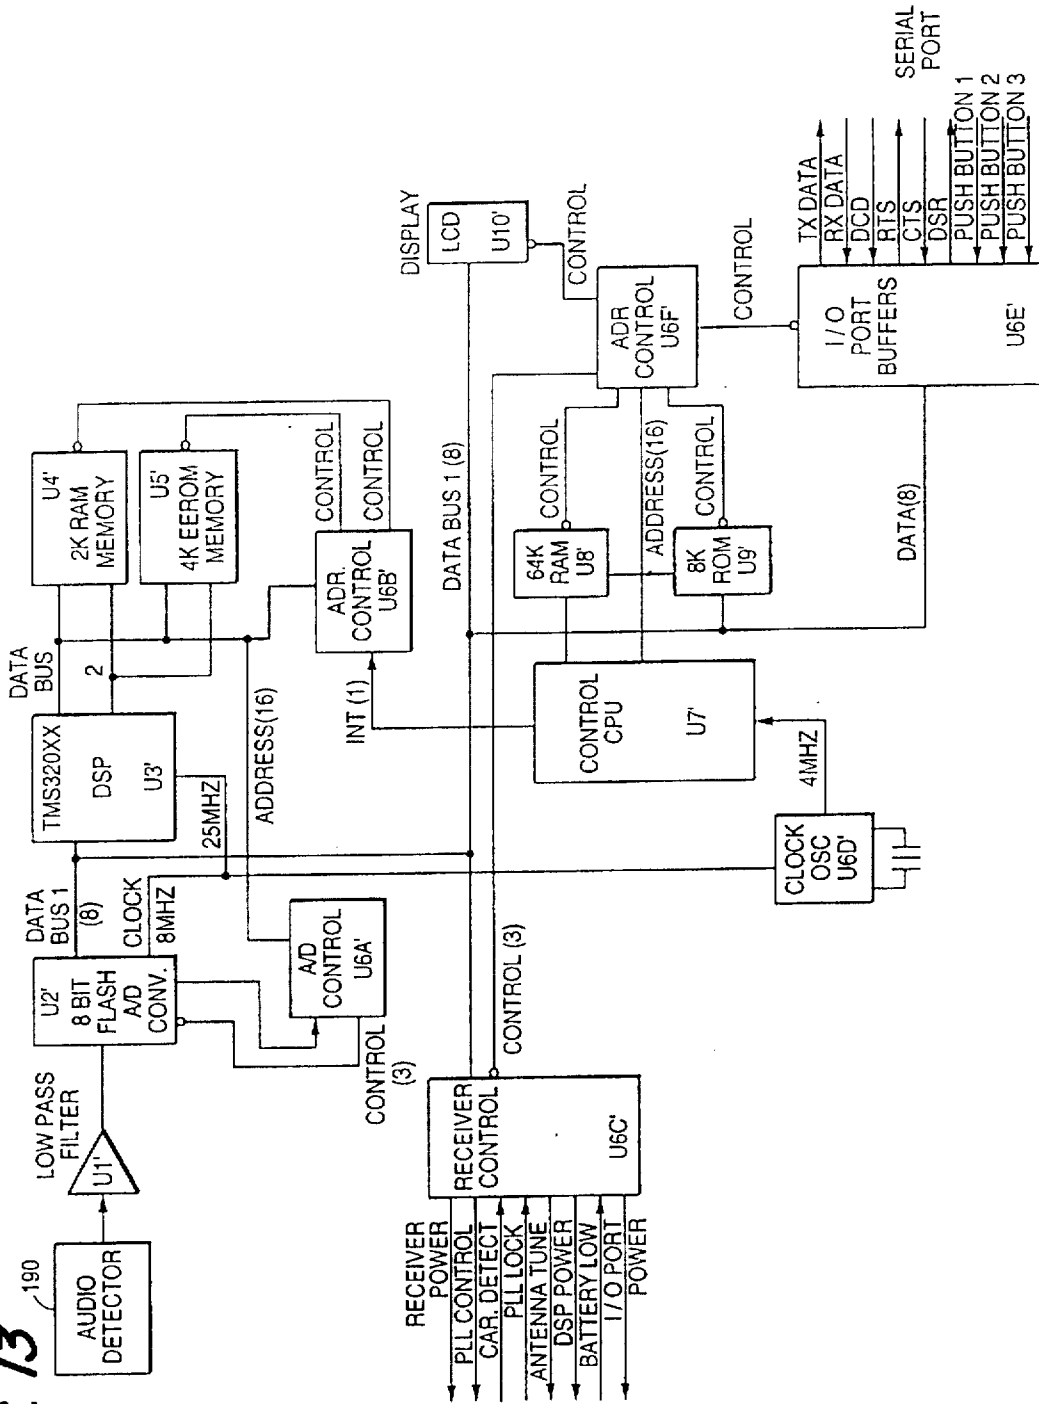 13
190
AUDIO
DETECTOR
LOW PASS
FILTER
U1'
U2'
8 BIT
FLASH
A/D
CONV.
DATA
BUS 1
(8)
CLOCK
8MHZ
TMS320XX
DSP
U3'
25MHZ
DATA
BUS
2
U4'
2K RAM
MEMORY
U5'
4K EEROM
MEMORY
CONTROL
CONTROL
ADR.
CONTROL
U6B'
INT (1)
ADDRESS(16)
A/D
CONTROL
U6A'
CONTROL
(3)
DISPLAY
LCD
U10'
CONTROL
DATA BUS 1 (8)
ADR
CONTROL
U6F'
CONTROL
CONTROL (3)
RECEIVER
CONTROL
U6C'
RECEIVER
POWER
PLL CONTROL
CAR. DETECT
PLL LOCK
ANTENNA TUNE
DSP POWER
BATTERY LOW
I/O PORT
POWER
64K
RAM
U8'
CONTROL
ADDRESS(16)
8K
ROM
U9'
CONTROL
CONTROL
CPU
U7'
4MHZ
CLOCK
OSC
U6D'
DATA(8)
I/O
PORT
BUFFERS
U6E'
TX DATA
RX DATA
DCD
RTS
CTS
DSR
PUSH BUTTON 1
PUSH BUTTON 2
PUSH BUTTON 3
SERIAL
PORT